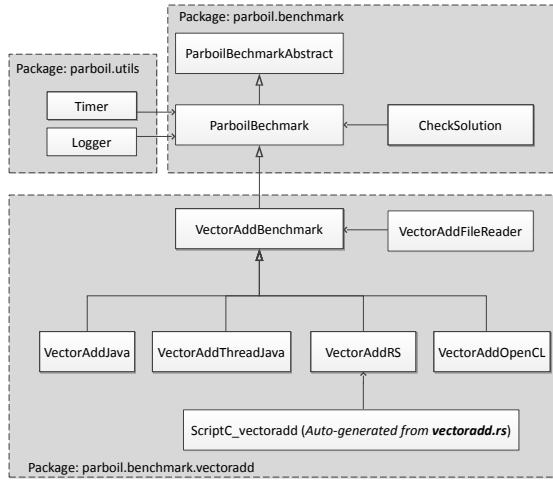 Package: parboil.benchmark
ParboilBechmarkAbstract
Package: parboil.utils
Timer
Logger
ParboilBechmark
CheckSolution
VectorAddBenchmark
VectorAddFileReader
VectorAddJava
VectorAddThreadJava
VectorAddRS
VectorAddOpenCL
ScriptC_vectoradd (Auto-generated from vectoradd.rs)
Package: parboil.benchmark.vectoradd